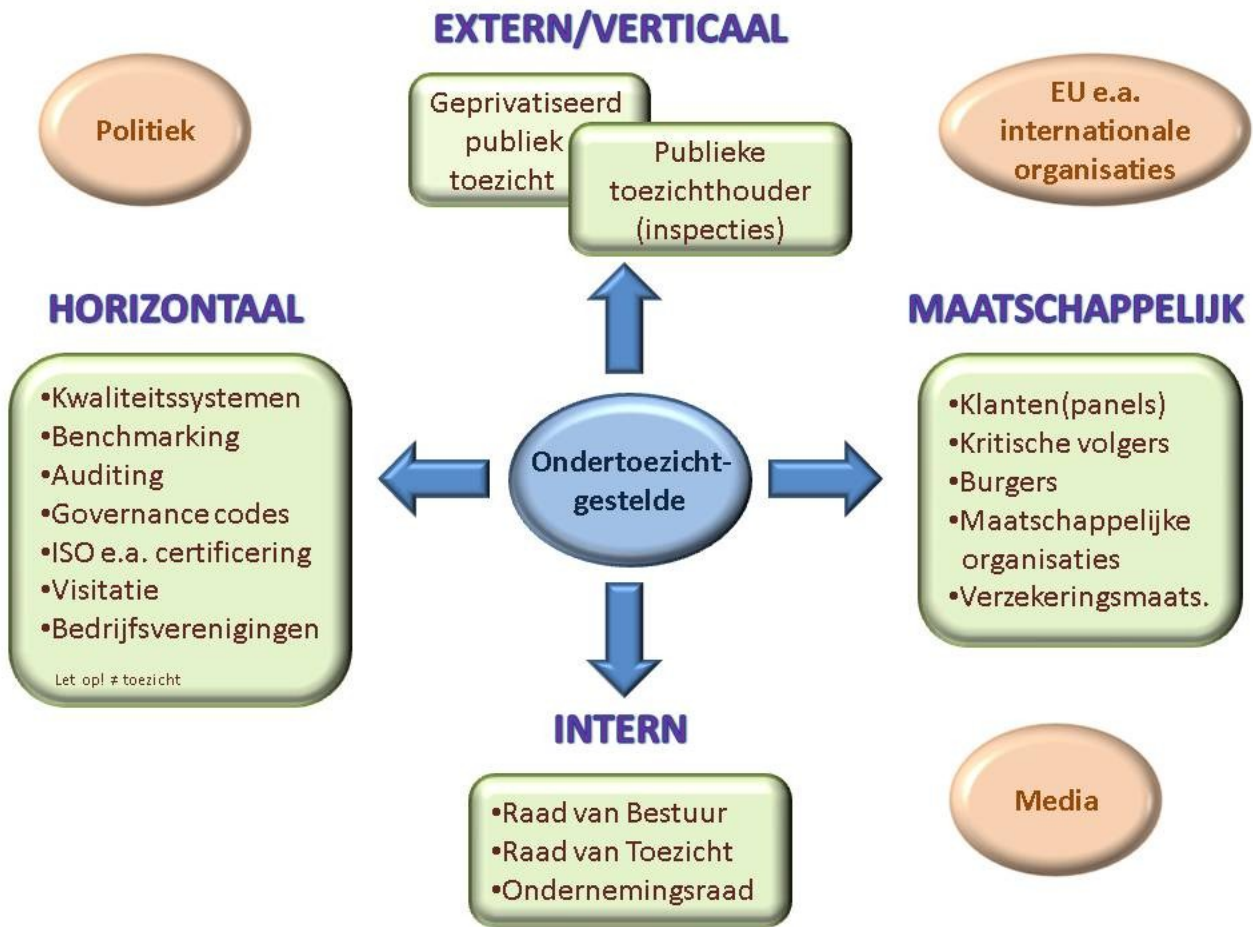 EXTERN/VERTICAAL
Politiek
Geprivatiseerd
publiek
toezicht
Publieke
toezichthouder
(inspecties)
EU e.a.
internationale
organisaties
HORIZONTAAL
•Kwaliteitssystemen
•Benchmarking
•Auditing
•Governance codes
•ISO e.a. certificering
•Visitatie
•Bedrijfsverenigingen
Let op! ≠ toezicht
Ondertoezicht-
gestelde
MAATSCHAPPELIJK
•Klanten(panels)
•Kritische volgers
•Burgers
•Maatschappelijke
organisaties
•Verzekeringsmaats.
INTERN
•Raad van Bestuur
•Raad van Toezicht
•Ondernemingsraad
Media